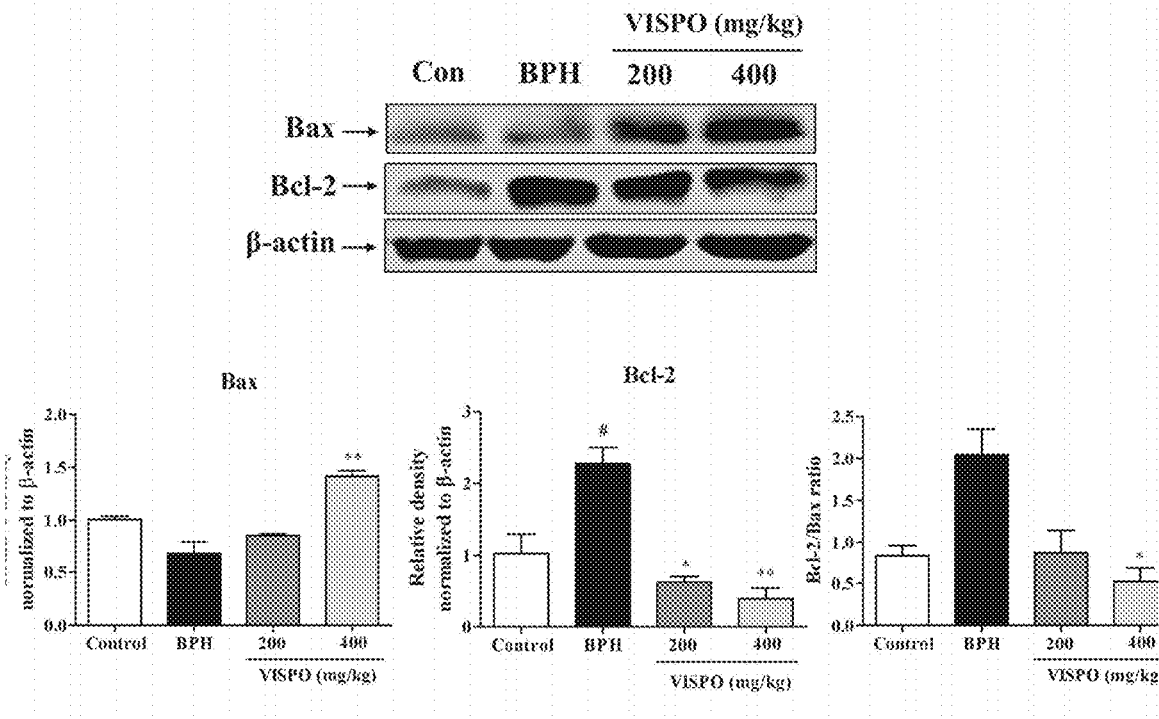 VISPO (mg/kg)
Con BPH 200 400
Bax
Bcl-2
β-actin
Bax
normalized to β-actin
2.0
1.5
1.0
0.5
0.0
Control BPH 200 400
VISPO (mg/kg)
**
Bcl-2
Relative density
normalized to β-actin
3
2
1
0
#
*
**
Control BPH 200 400
VISPO (mg/kg)
Bcl-2/Bax ratio
2.5
2.0
1.5
1.0
0.5
0.0
*
Control BPH 200 400
VISPO (mg/kg